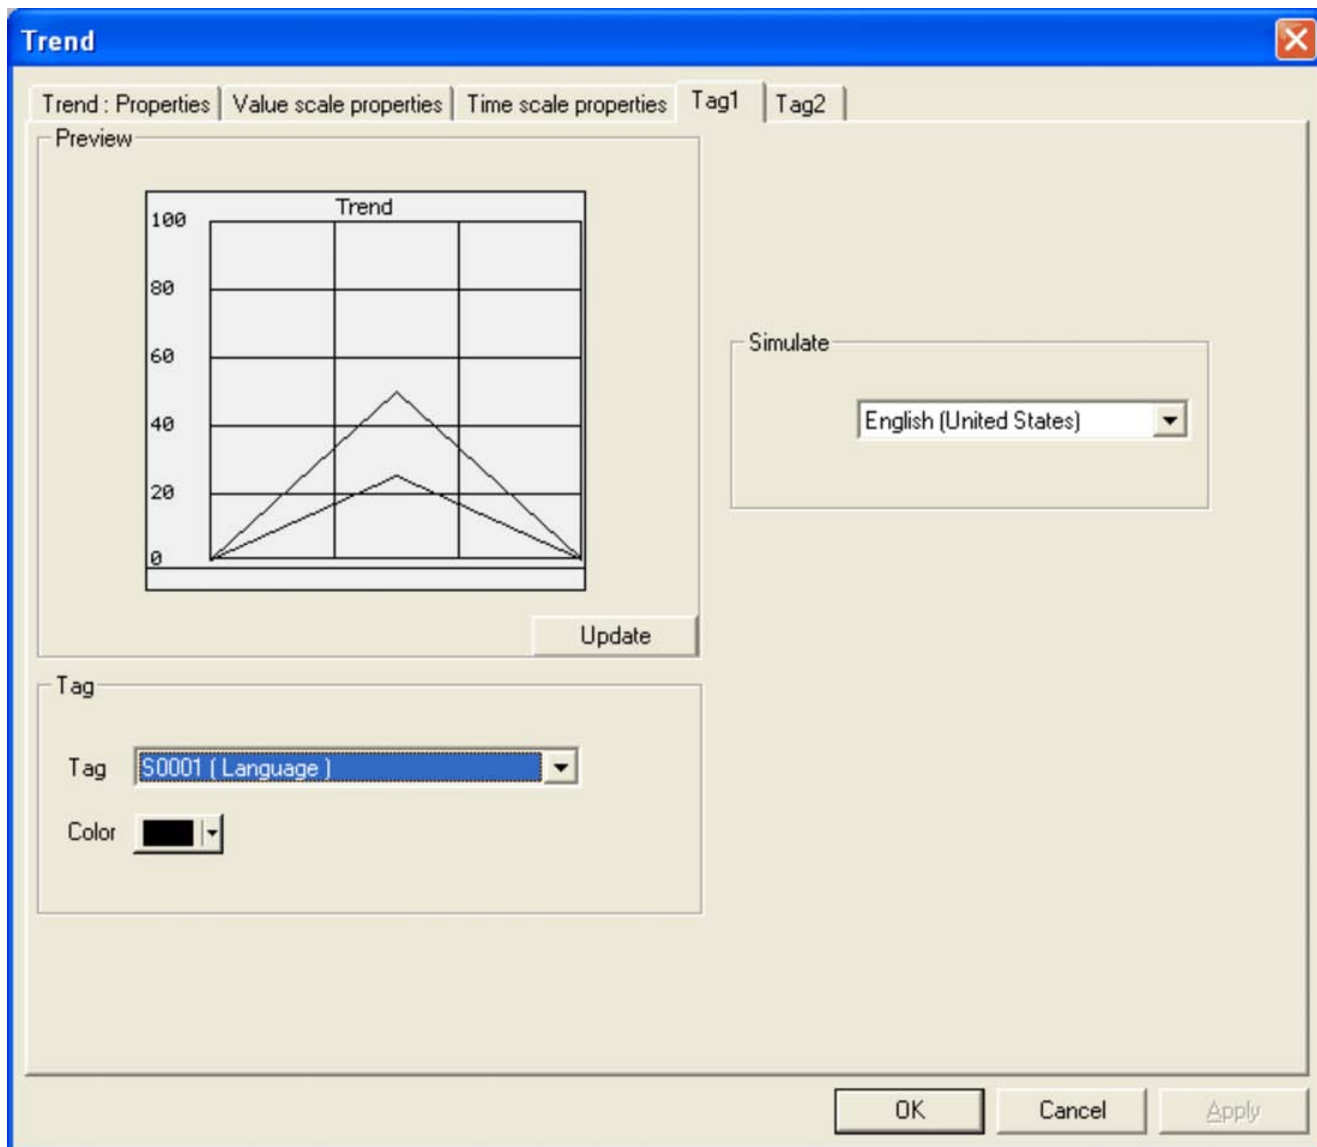 Trend
Trend : Properties Value scale properties Time scale properties Tag1 Tag2
Preview
Trend
100
80
60
40
20
0
Update
Simulate
English (United States)
Tag
Tag S0001 ( Language )
Color
OK Cancel Apply